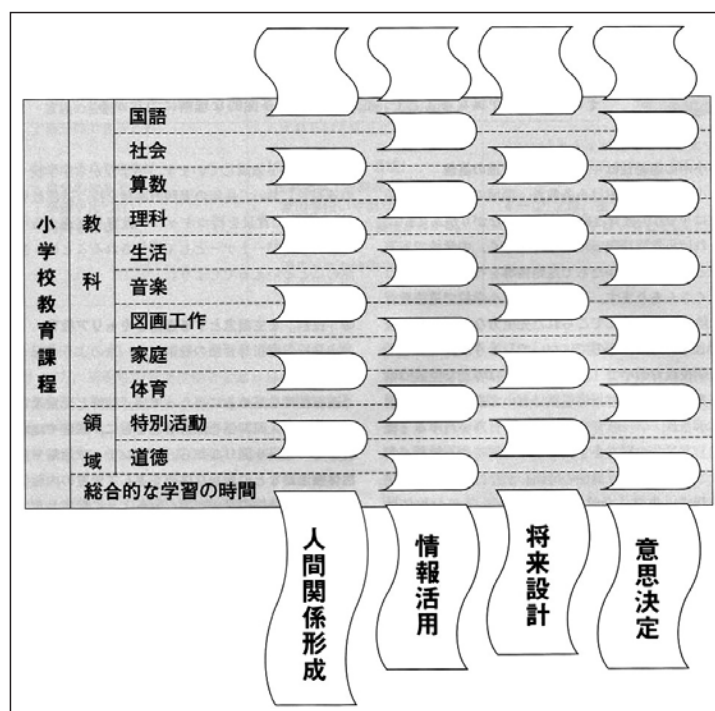 小学校教育課程
教科
国語
社会
算数
理科
生活
音楽
図画工作
家庭
体育
領域
特別活動
道徳
総合的な学習の時間
人間関係形成
情報活用
将来設計
意思決定